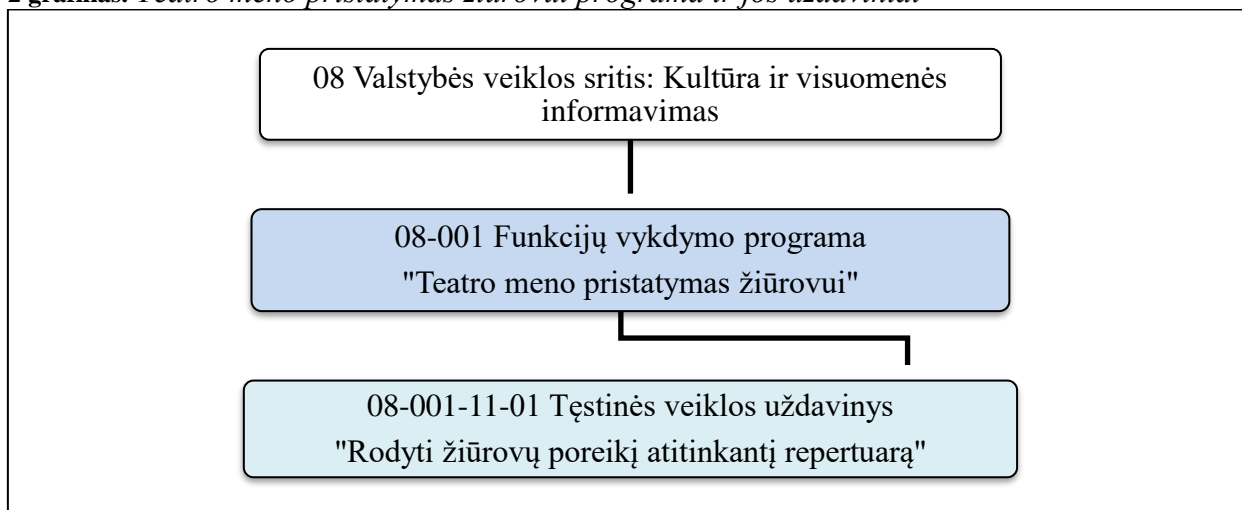 2 grafikas. Teatro meno pristatymas žiūrovui programa ir jos uždaviniai
08 Valstybės veiklos sritis: Kultūra ir visuomenės
informavimas
08-001 Funkcijų vykdymo programa
"Teatro meno pristatymas žiūrovui"
08-001-11-01 Tęstinės veiklos uždavinys
"Rodyti žiūrovų poreikį atitinkantį repertuarą"